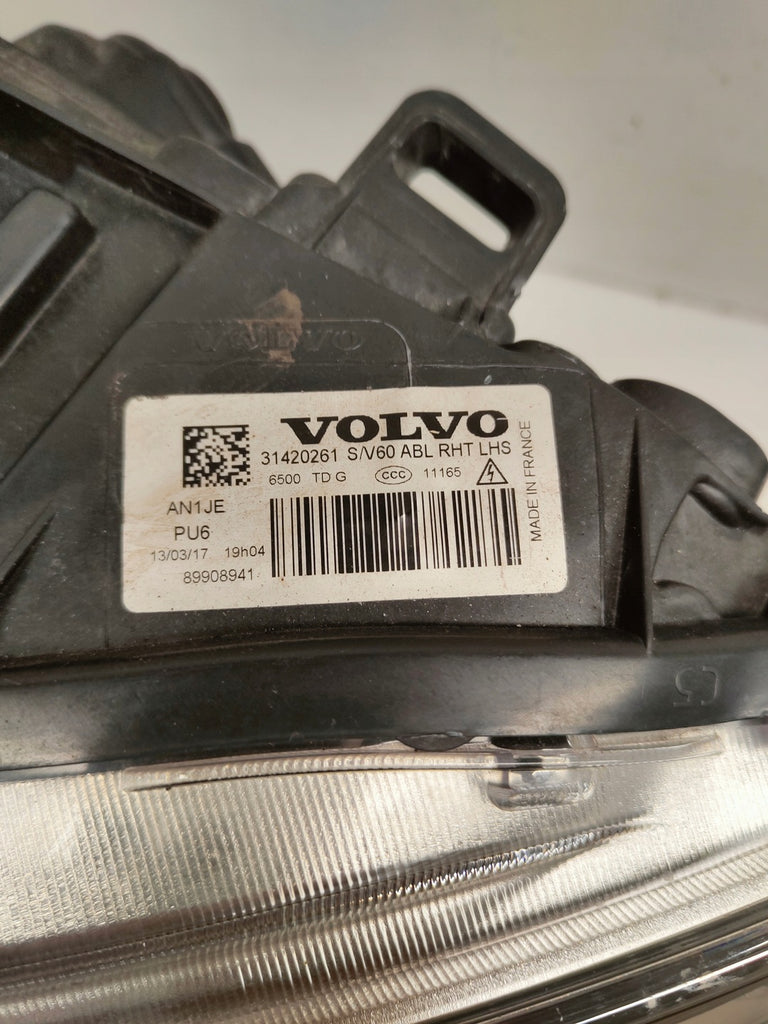 VOLVO
VOLVO
31420261 S/V60 ABL RHT LHS
6500 TD G CCC 11165
MADE IN FRANCE
AN1JE
PU6
13/03/17 19h04
89908941